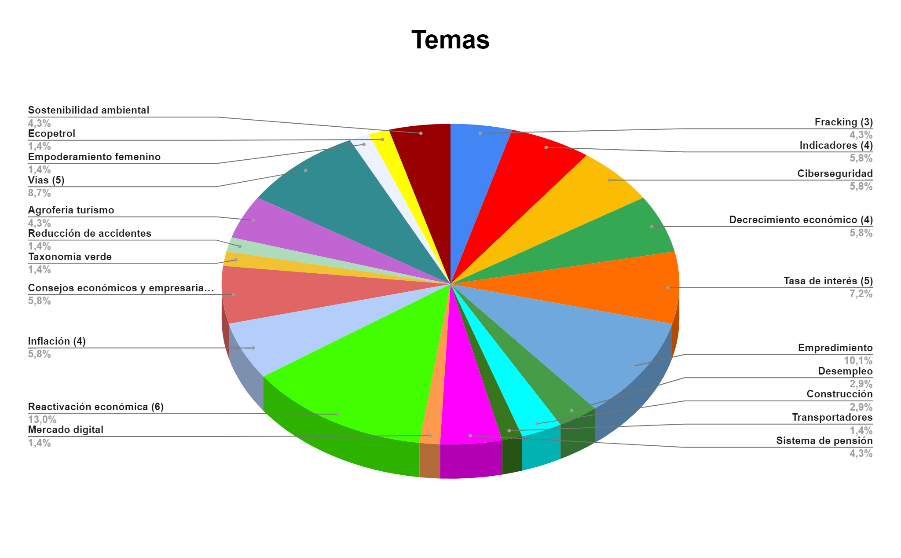 Temas
Sostenibilidad ambiental
4,3%
Ecopetrol
1,4%
Empoderamiento femenino
1,4%
Vias (5)
8,7%
Agroferia turismo
4,3%
Reducción de accidentes
1,4%
Taxonomia verde
1,4%
Consejos económicos y empresaria…
5,8%
Inflación (4)
5,8%
Reactivación económica (6)
13,0%
Mercado digital
1,4%
Fracking (3)
4,3%
Indicadores (4)
5,8%
Ciberseguridad
5,8%
Decrecimiento económico (4)
5,8%
Tasa de interés (5)
7,2%
Empredimiento
10,1%
Desempleo
2,9%
Construcción
2,9%
Transportadores
1,4%
Sistema de pensión
4,3%